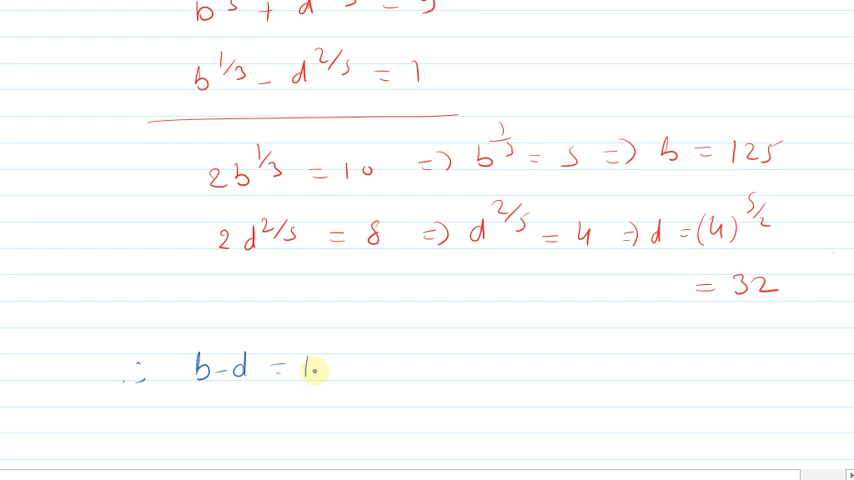 b^{1/3} - d^{2/5} = 1
2b^{1/3} = 10 => b^{1/3} = 5 => b = 125
2d^{2/5} = 8 => d^{2/5} = 4 => d = (4)^{5/2}
= 32
∴ b - d = 1